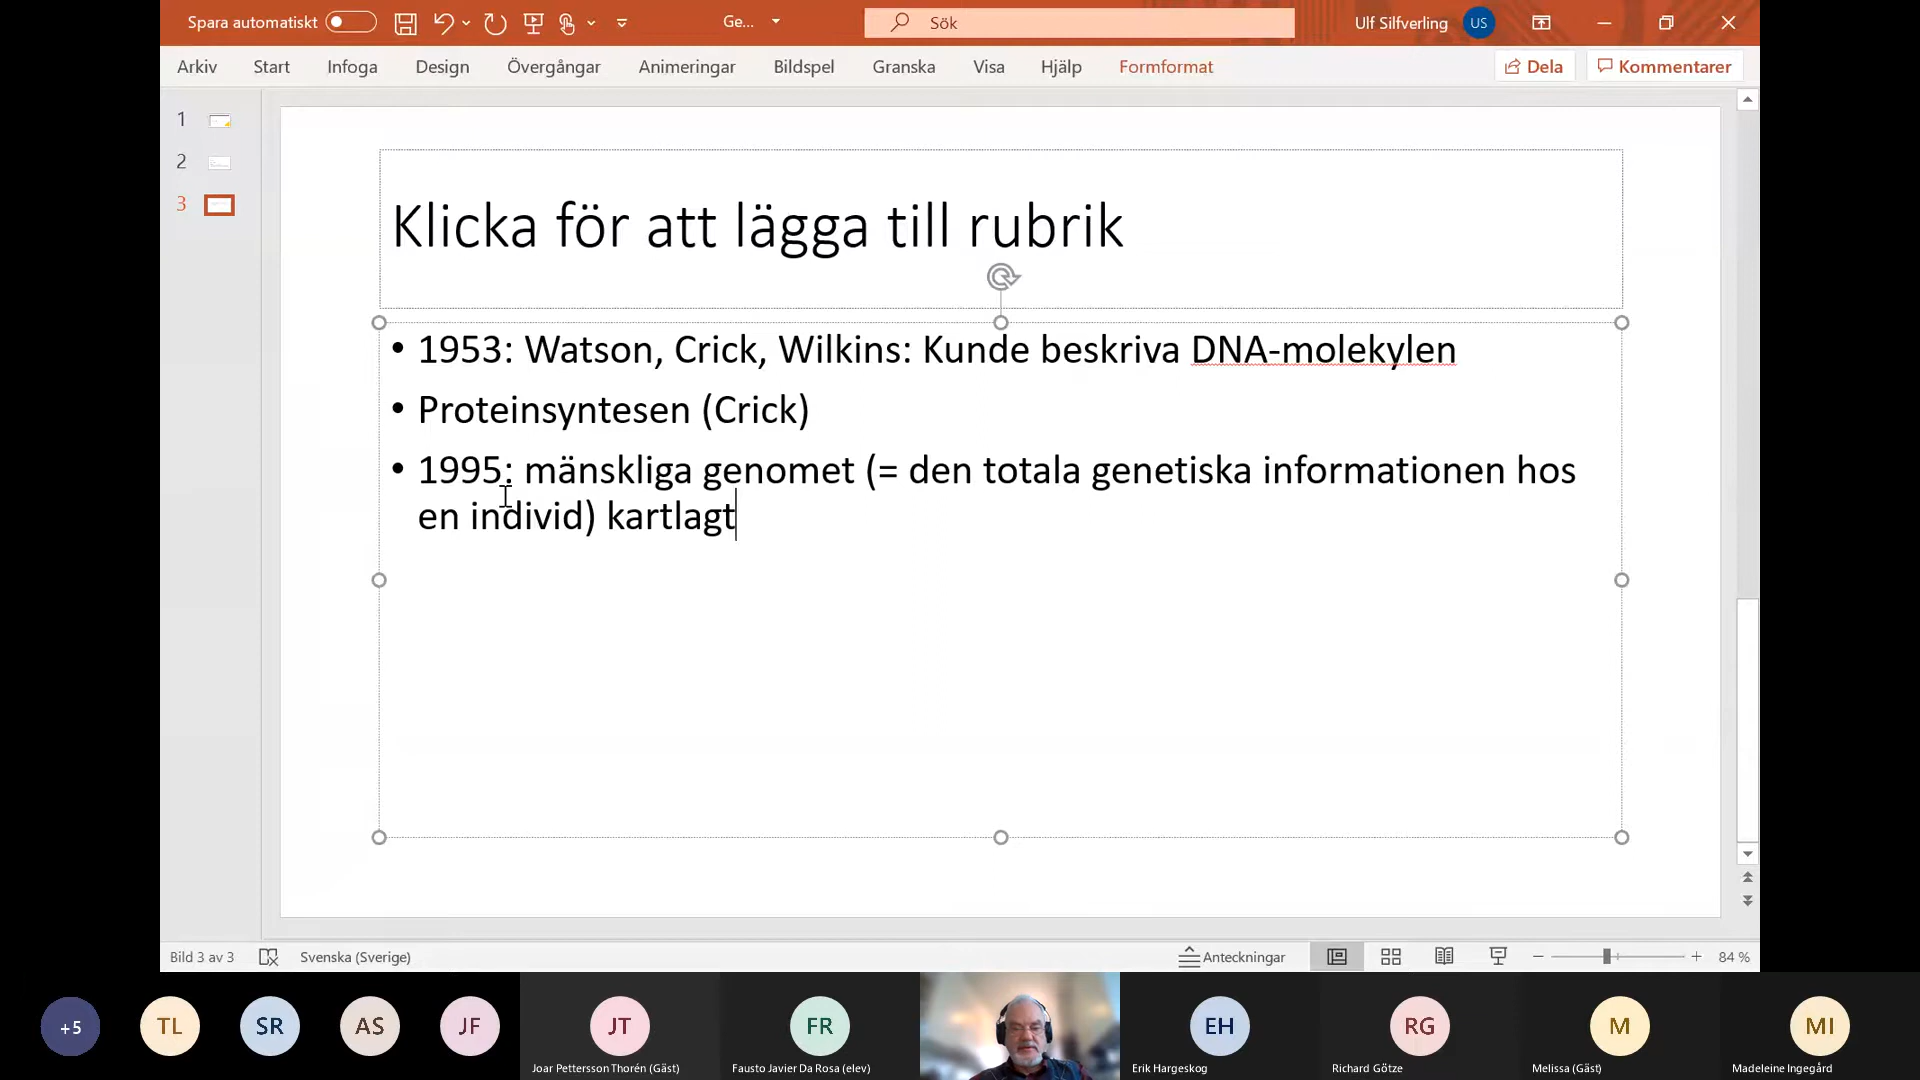 Spara automatiskt
Ge...
Sök
Ulf Silfverling
US
Arkiv
Start
Infoga
Design
Övergångar
Animeringar
Bildspel
Granska
Visa
Hjälp
Formformat
Dela
Kommentarer
1
2
3
Klicka för att lägga till rubrik
• 1953: Watson, Crick, Wilkins: Kunde beskriva DNA-molekylen
• Proteinsyntesen (Crick)
• 1995: mänskliga genomet (= den totala genetiska informationen hos
en individ) kartlagt
Bild 3 av 3
Svenska (Sverige)
Anteckningar
84 %
+5
TL
SR
AS
JF
JT
FR
EH
RG
M
MI
Joar Pettersson Thorén (Gäst)
Fausto Javier Da Rosa (elev)
Erik Hargeskog
Richard Götze
Melissa (Gäst)
Madeleine Ingegård